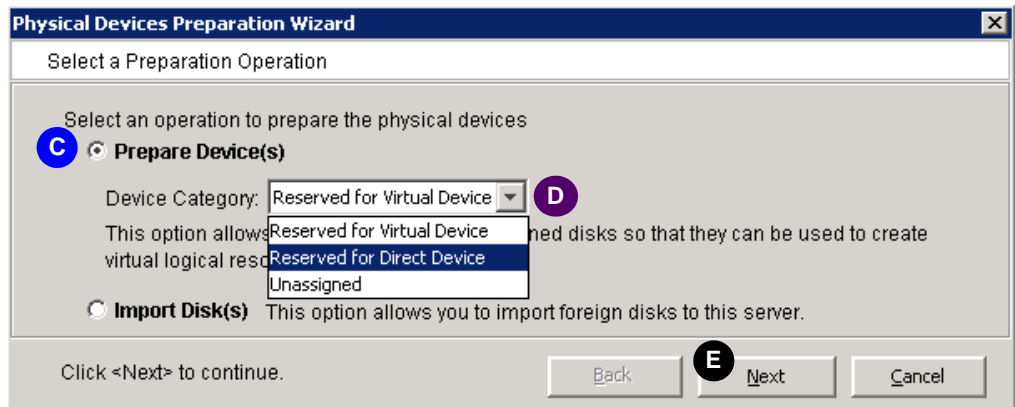 Physical Devices Preparation Wizard
Select a Preparation Operation
Select an operation to prepare the physical devices
C Prepare Device(s)
Device Category: Reserved for Virtual Device D
Reserved for Virtual Device
This option allows ned disks so that they can be used to create
Reserved for Direct Device
virtual logical reso
Unassigned
Import Disk(s) This option allows you to import foreign disks to this server.
Click <Next> to continue. Back E Next Cancel